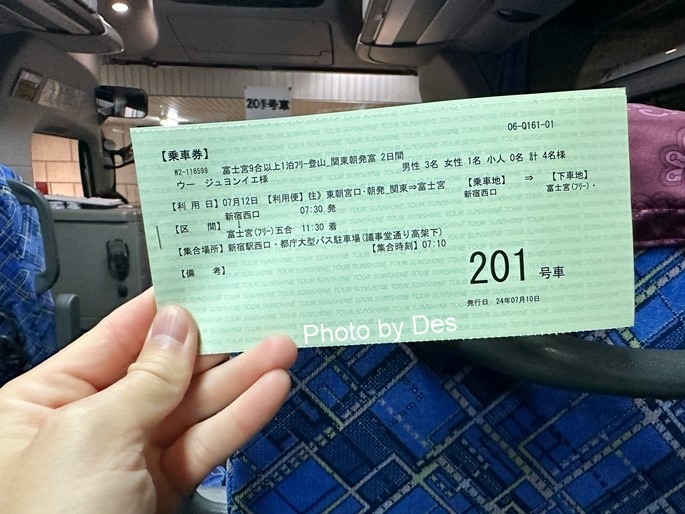 201号車
06-0161-01
【乗車券】
W2-118598 富士宮9合以上1泊ﾌﾘｰ登山_関東朝発富 2日間
ウー ジュヨンイエ様 男性 3名 女性 1名 小人 0名 計 4名様
【利用日】07月12日 【利用便】往》東朝宮口・朝発_関東⇒富士宮 【乗車地】 ⇒ 【下車地】
新宿西口 富士宮(ﾌﾘｰ)・
【区 間】 新宿西口 07:30 発
富士宮(ﾌﾘｰ)五合 11:30 着
【集合場所】新宿駅西口・都庁大型バス駐車場(議事堂通り高架下)
【集合時刻】07:10
【備 考】
201 号車
発行日 24年07月10日
TOUR SUNSHINE
Photo by Des